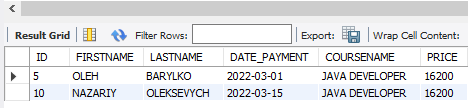 Result Grid Filter Rows: Export: Wrap Cell Content:
ID FIRSTNAME LASTNAME DATE_PAYMENT COURSENAME PRICE
5 OLEH BARYLKO 2022-03-01 JAVA DEVELOPER 16200
10 NAZARIY OLEKSEVYCH 2022-03-15 JAVA DEVELOPER 16200